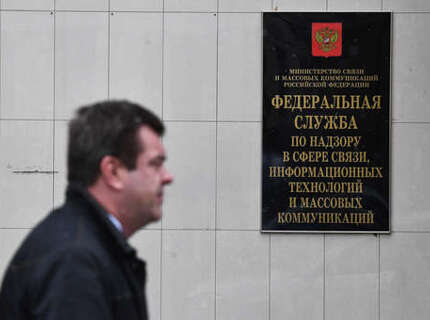 МИНИСТЕРСТВО СВЯЗИ
И МАССОВЫХ КОММУНИКАЦИЙ
РОССИЙСКОЙ ФЕДЕРАЦИИ
ФЕДЕРАЛЬНАЯ
СЛУЖБА
ПО НАДЗОРУ
В СФЕРЕ СВЯЗИ,
ИНФОРМАЦИОННЫХ
ТЕХНОЛОГИЙ
И МАССОВЫХ
КОММУНИКАЦИЙ